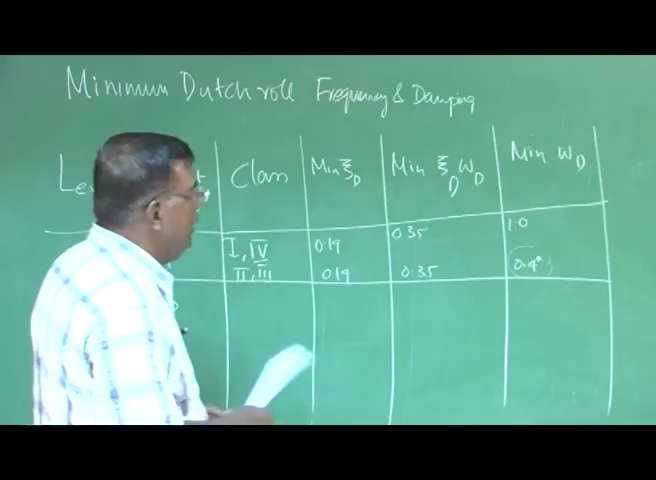 Minimum Dutch roll Frequency & Damping
Class Min ξD Min ξD ωD Min ωD
I, IV 0.19 0.35 1.0
II, III 0.19 0.35 0.4*